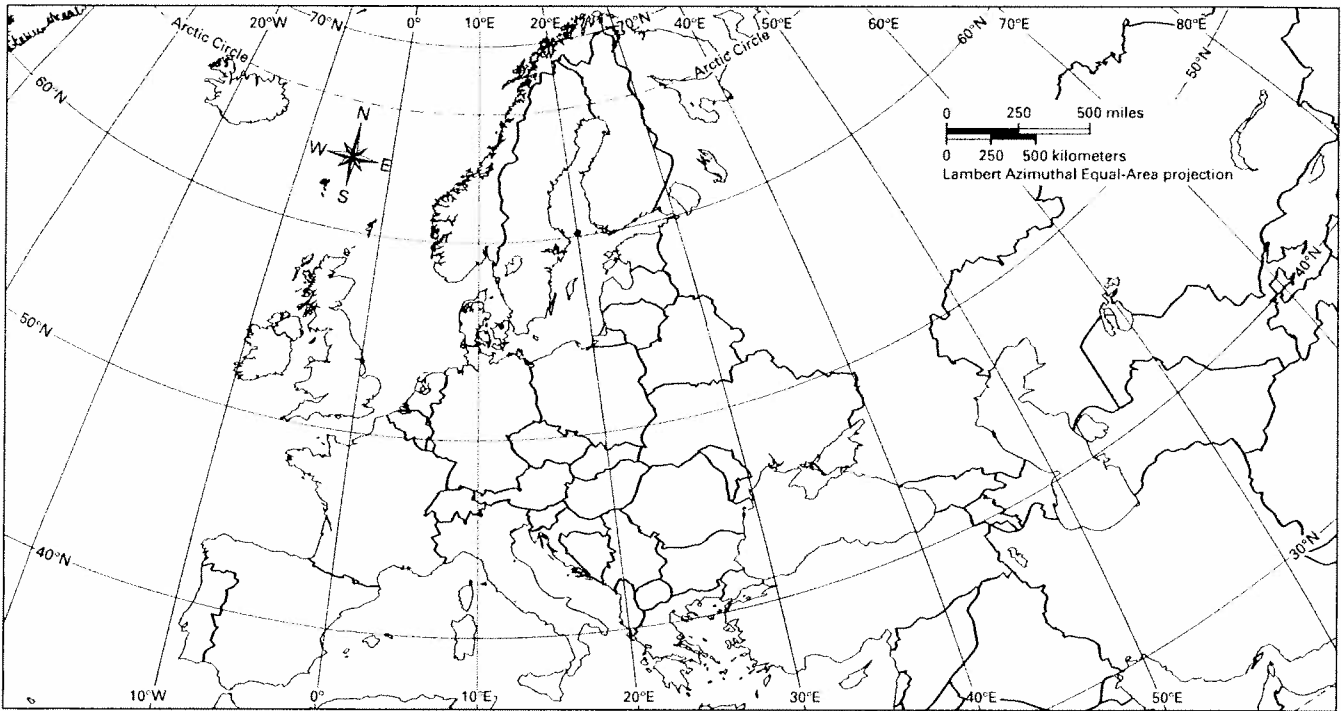 20°W
70°N
0°
10°E
20°E
70°N
40°E
50°E
60°E
60°N
70°E
80°E
Arctic Circle
Arctic Circle
50°N
60°N
N
W
E
S
0 250 500 miles
0 250 500 kilometers
Lambert Azimuthal Equal-Area projection
40°N
50°N
40°N
30°N
10°W
0°
10°E
20°E
30°E
40°E
50°E